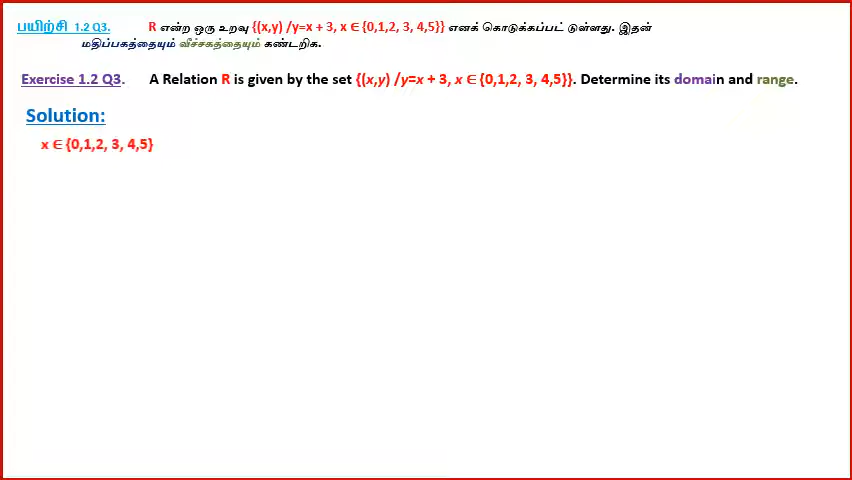 பயிற்சி 1.2 Q3. R என்ற ஒரு உறவு {(x,y) /y=x + 3, x ∈ {0,1,2, 3, 4,5}} எனக் கொடுக்கப்பட் டுள்ளது. இதன்
மதிப்பகத்தையும் வீச்சகத்தையும் கண்டறிக.
Exercise 1.2 Q3. A Relation R is given by the set {(x,y) /y=x + 3, x ∈ {0,1,2, 3, 4,5}}. Determine its domain and range.
Solution:
x ∈ {0,1,2, 3, 4,5}